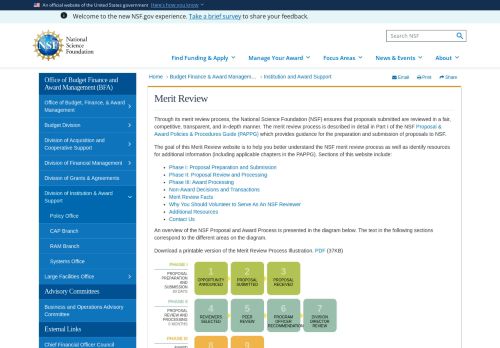 An official website of the United States government Here's how you know
Welcome to the new NSF.gov experience. Take a brief survey to share your feedback.
NSF
National
Science
Foundation
Search NSF
Find Funding & Apply
Manage Your Award
Focus Areas
News & Events
About
Office of Budget Finance and
Award Management (BFA)
Office of Budget, Finance, & Award
Management
Budget Division
Division of Acquisition and
Cooperative Support
Division of Financial Management
Division of Grants & Agreements
Division of Institution & Award
Support
Policy Office
CAP Branch
RAM Branch
Systems Office
Large Facilities Office
Advisory Committees
Business and Operations Advisory
Committee
External Links
Chief Financial Officer Council
Home
Budget Finance & Award Managem...
Institution and Award Support
Email
Print
Share
Merit Review
Through its merit review process, the National Science Foundation (NSF) ensures that proposals submitted are reviewed in a fair,
competitive, transparent, and in-depth manner. The merit review process is described in detail in Part I of the NSF Proposal &
Award Policies & Procedures Guide (PAPPG) which provides guidance for the preparation and submission of proposals to NSF.
The goal of this Merit Review website is to help you better understand the NSF merit review process as well as identify resources
for additional information (including applicable chapters in the PAPPG). Sections of this website include:
Phase I: Proposal Preparation and Submission
Phase II: Proposal Review and Processing
Phase III: Award Processing
Non-Award Decisions and Transactions
Merit Review Facts
Why You Should Volunteer to Serve As An NSF Reviewer
Additional Resources
Contact Us
An overview of the NSF Proposal and Award Process is presented in the diagram below. The text in the following sections
correspond to the different areas on the diagram.
Download a printable version of the Merit Review Process Illustration. PDF (37KB)
PHASE I
PROPOSAL
PREPARATION
AND
SUBMISSION
90 DAYS
1
OPPORTUNITY
ANNOUNCED
2
PROPOSAL
SUBMITTED
3
PROPOSAL
RECEIVED
PHASE II
PROPOSAL
REVIEW AND
PROCESSING
6 MONTHS
4
REVIEWERS
SELECTED
5
PEER
REVIEW
6
PROGRAM
OFFICER
RECOMMENDATION
7
DIVISION
DIRECTOR
REVIEW
PHASE III
AWARD
8
9